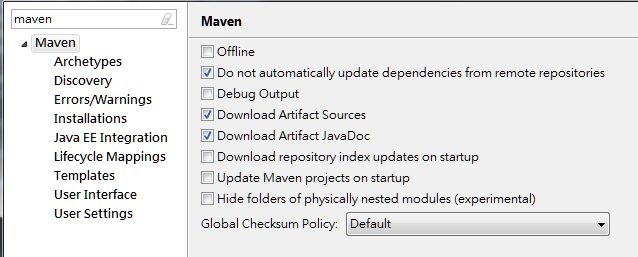 maven
Maven
Archetypes
Discovery
Errors/Warnings
Installations
Java EE Integration
Lifecycle Mappings
Templates
User Interface
User Settings
Maven
Offline
Do not automatically update dependencies from remote repositories
Debug Output
Download Artifact Sources
Download Artifact JavaDoc
Download repository index updates on startup
Update Maven projects on startup
Hide folders of physically nested modules (experimental)
Global Checksum Policy: Default